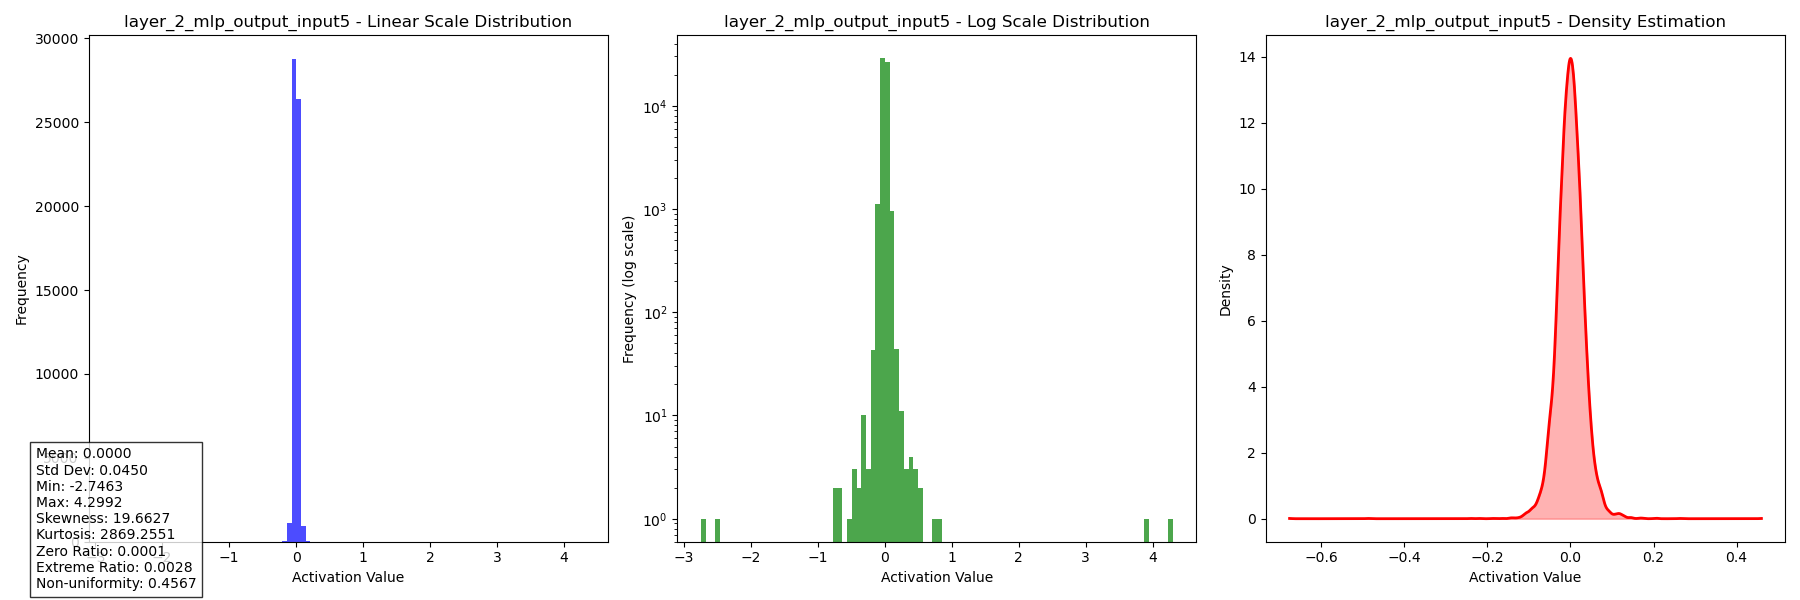 layer_2_mlp_output_input5 - Linear Scale Distribution
30000
25000
20000
15000
10000
Frequency
−1
0
1
2
3
4
Activation Value
Mean: 0.0000
Std Dev: 0.0450
Min: -2.7463
Max: 4.2992
Skewness: 19.6627
Kurtosis: 2869.2551
Zero Ratio: 0.0001
Extreme Ratio: 0.0028
Non-uniformity: 0.4567
layer_2_mlp_output_input5 - Log Scale Distribution
10^4
10^3
10^2
10^1
10^0
Frequency (log scale)
−3
−2
−1
0
1
2
3
4
Activation Value
layer_2_mlp_output_input5 - Density Estimation
14
12
10
8
6
4
2
0
Density
−0.6
−0.4
−0.2
0.0
0.2
0.4
Activation Value